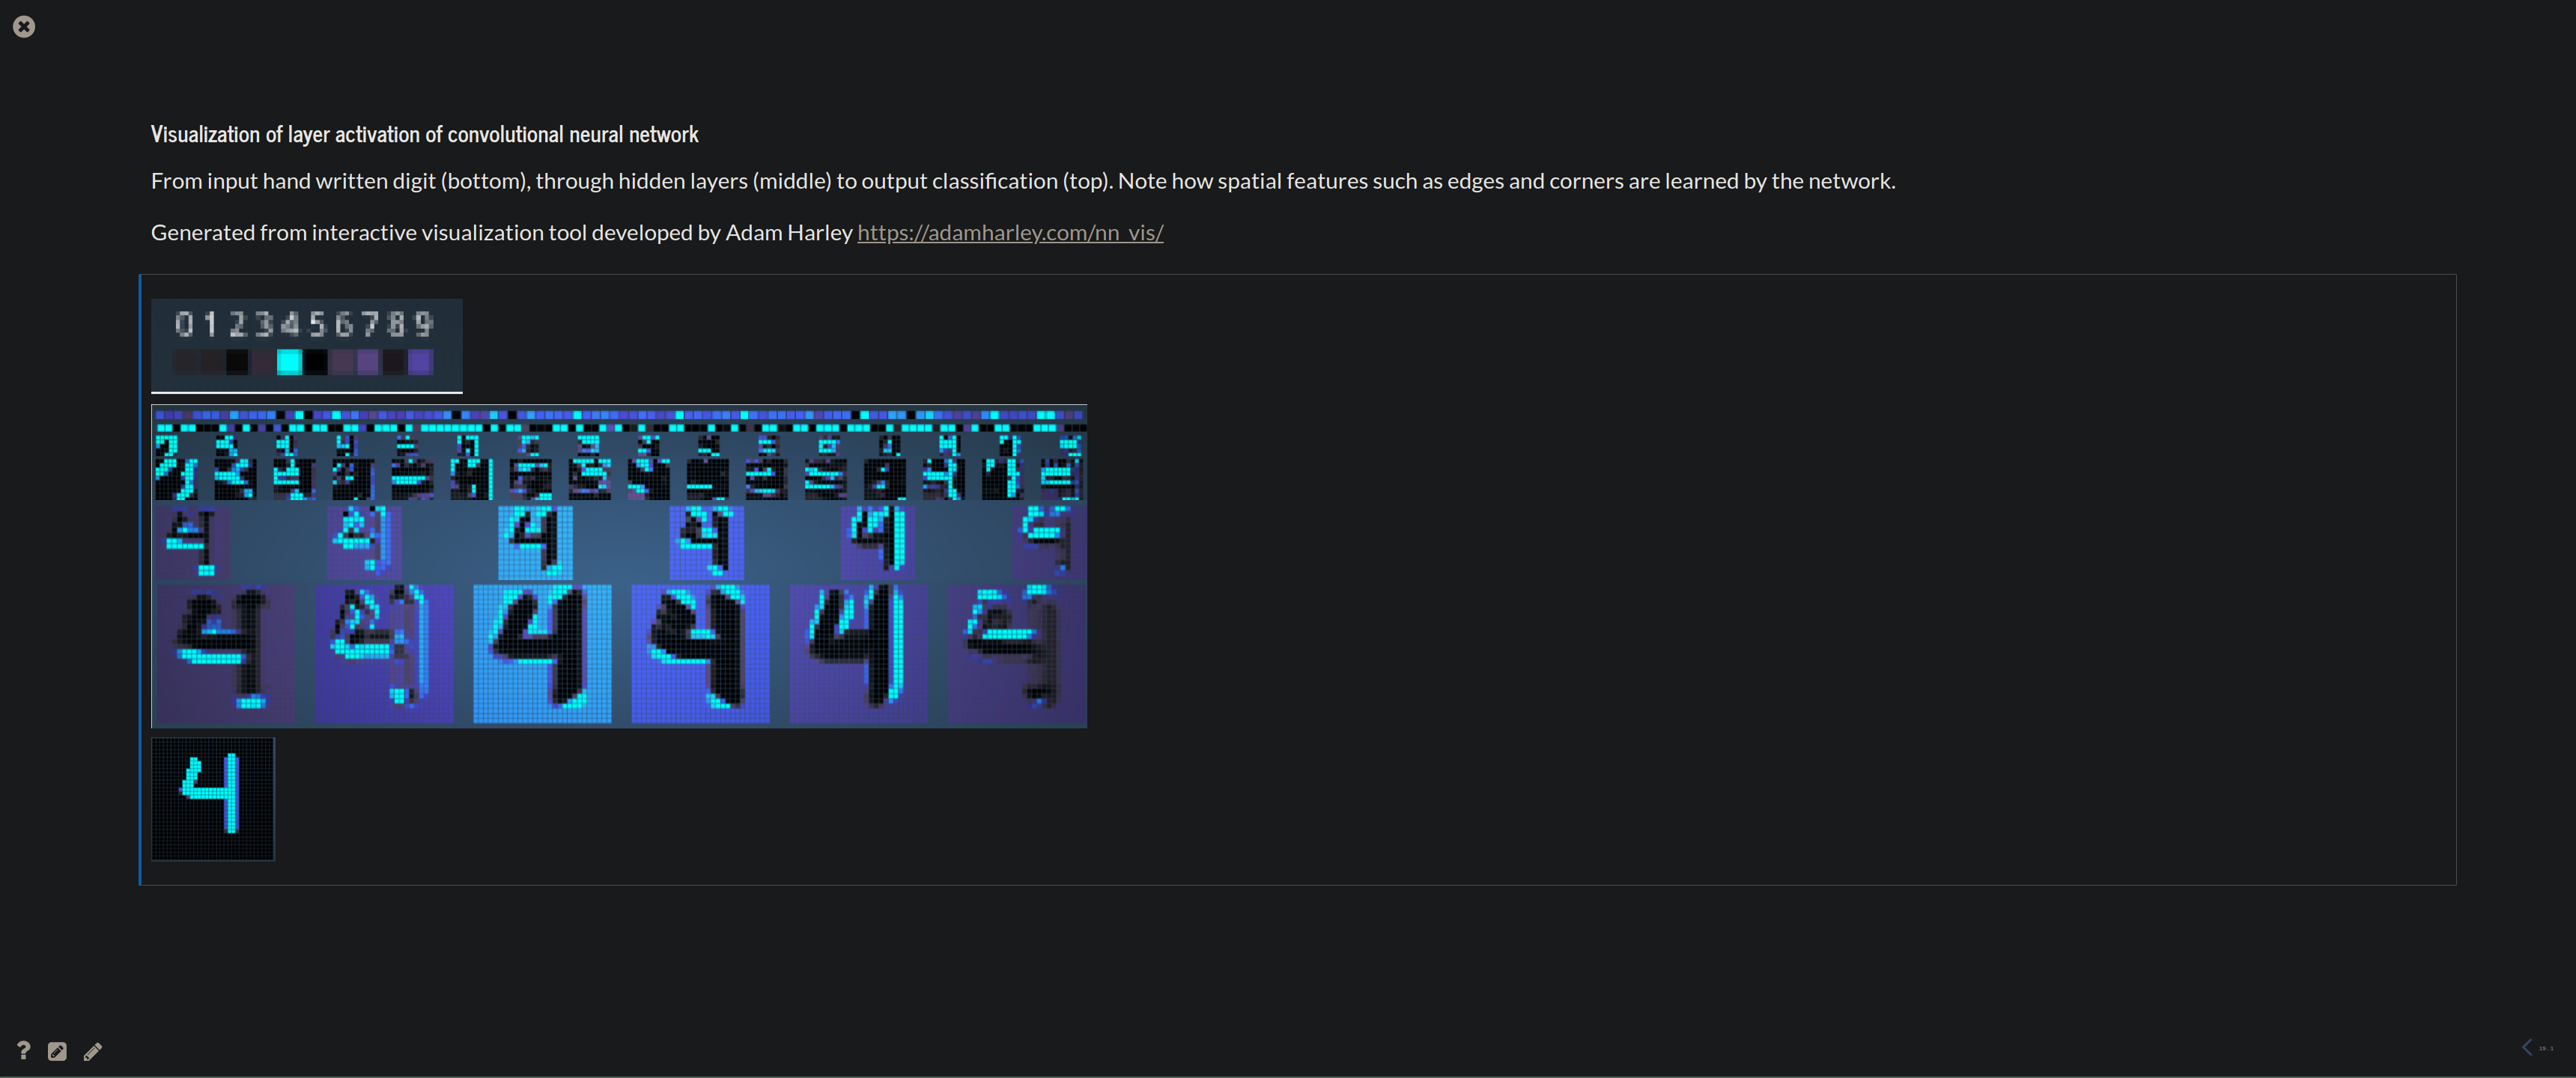 Visualization of layer activation of convolutional neural network
From input hand written digit (bottom), through hidden layers (middle) to output classification (top). Note how spatial features such as edges and corners are learned by the network.
Generated from interactive visualization tool developed by Adam Harley https://adamharley.com/nn_vis/
0 1 2 3 4 5 6 7 8 9
4
?
19.1